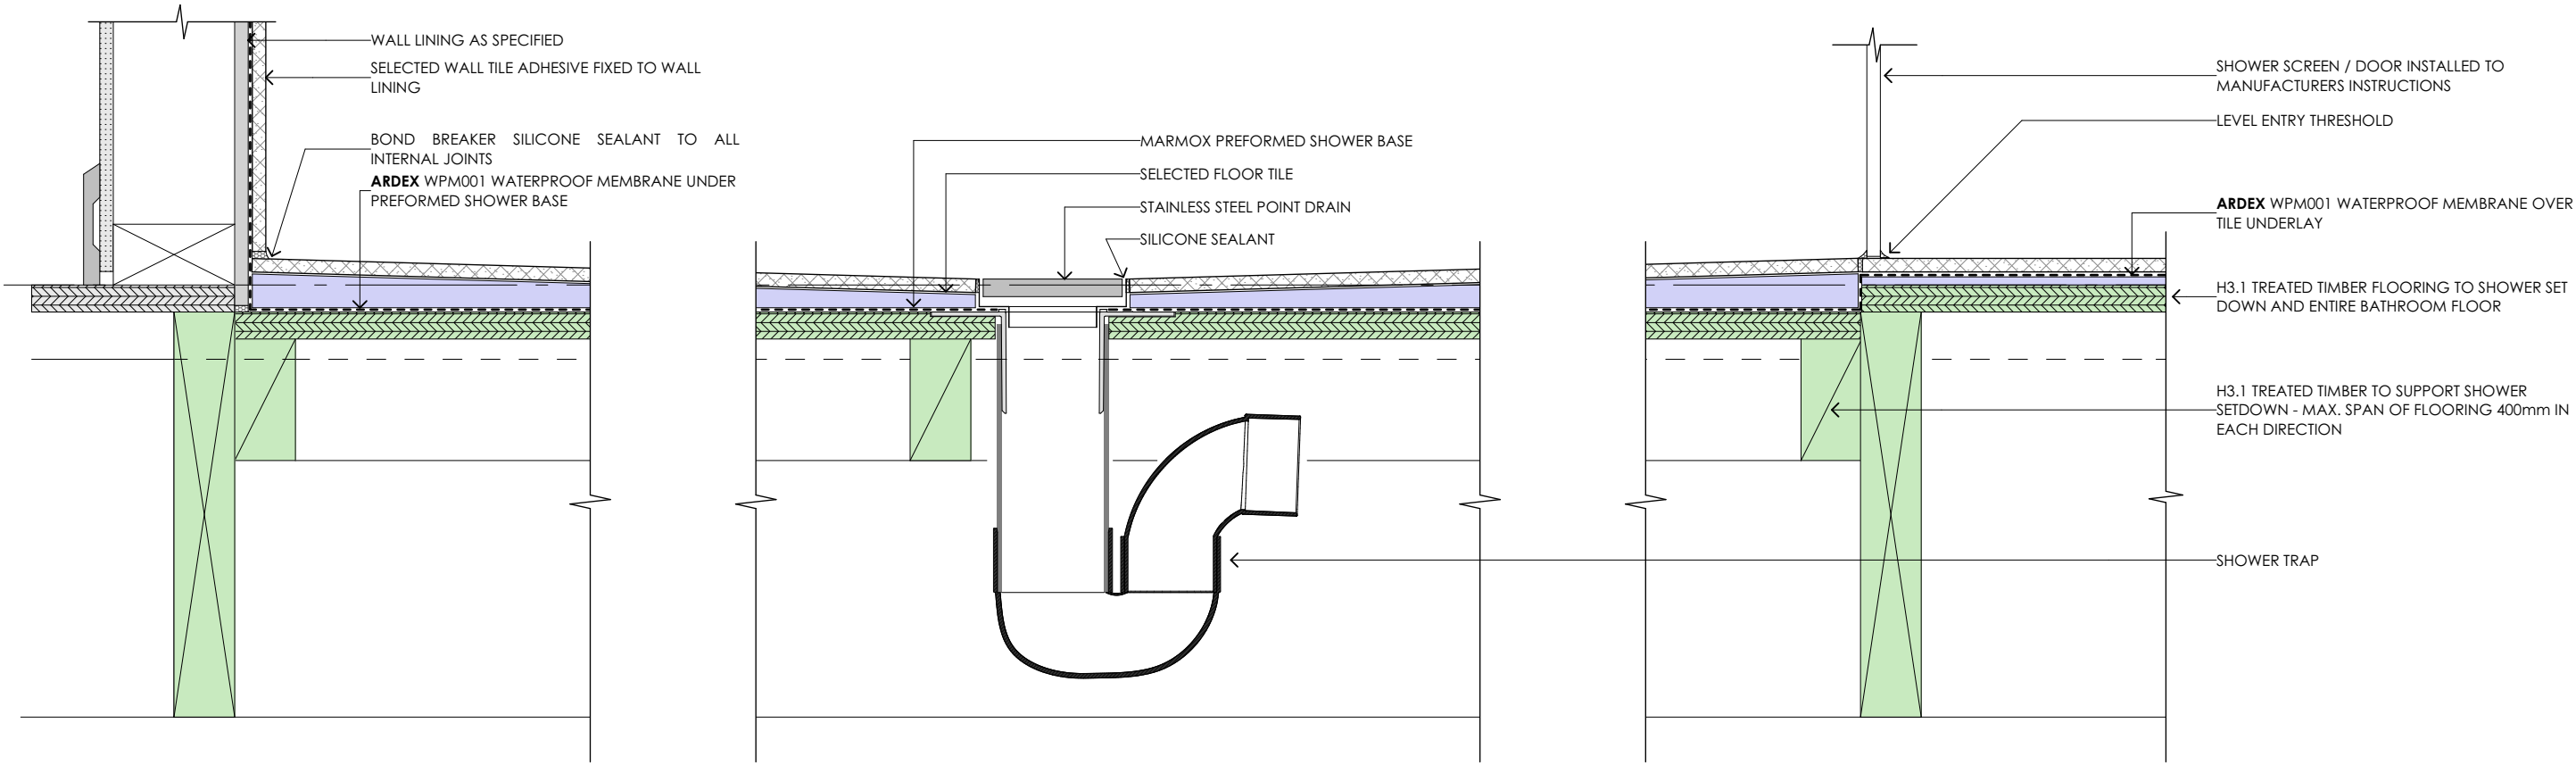 WALL LINING AS SPECIFIED
SELECTED WALL TILE ADHESIVE FIXED TO WALL
LINING
BOND BREAKER SILICONE SEALANT TO ALL
INTERNAL JOINTS
ARDEX WPM001 WATERPROOF MEMBRANE UNDER
PREFORMED SHOWER BASE
MARMOX PREFORMED SHOWER BASE
SELECTED FLOOR TILE
STAINLESS STEEL POINT DRAIN
SILICONE SEALANT
SHOWER SCREEN / DOOR INSTALLED TO
MANUFACTURERS INSTRUCTIONS
LEVEL ENTRY THRESHOLD
ARDEX WPM001 WATERPROOF MEMBRANE OVER
TILE UNDERLAY
H3.1 TREATED TIMBER FLOORING TO SHOWER SET
DOWN AND ENTIRE BATHROOM FLOOR
H3.1 TREATED TIMBER TO SUPPORT SHOWER
SETDOWN - MAX. SPAN OF FLOORING 400mm IN
EACH DIRECTION
SHOWER TRAP